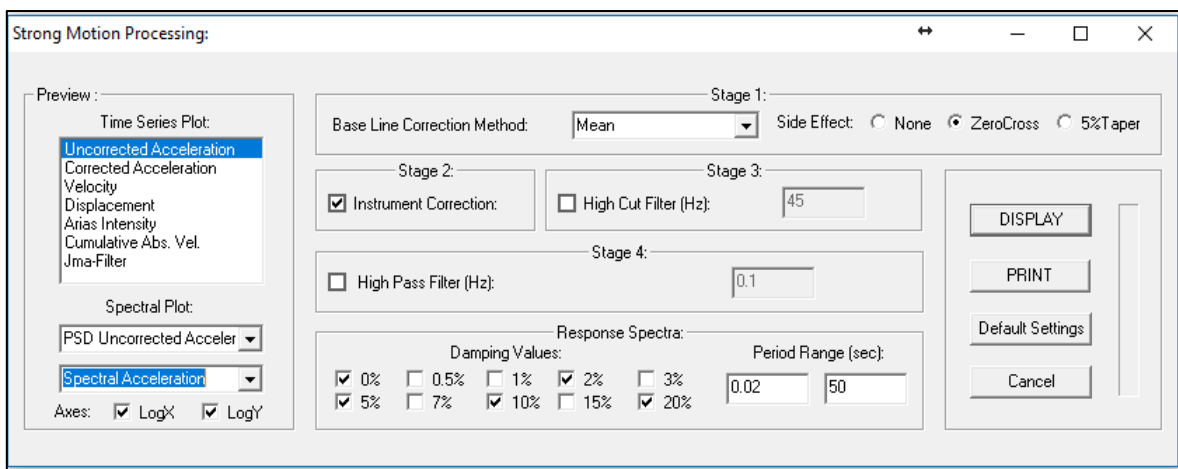 Strong Motion Processing:
Preview :
Time Series Plot:
Uncorrected Acceleration
Corrected Acceleration
Velocity
Displacement
Arias Intensity
Cumulative Abs. Vel.
Jma-Filter
Spectral Plot:
PSD Uncorrected Acceler
Spectral Acceleration
Axes: LogX LogY
Stage 1:
Base Line Correction Method: Mean Side Effect: None ZeroCross 5%Taper
Stage 2:
Instrument Correction:
Stage 3:
High Cut Filter (Hz): 45
Stage 4:
High Pass Filter (Hz): 0.1
Response Spectra:
Damping Values:
0% 0.5% 1% 2% 3%
5% 7% 10% 15% 20%
Period Range (sec):
0.02 50
DISPLAY
PRINT
Default Settings
Cancel